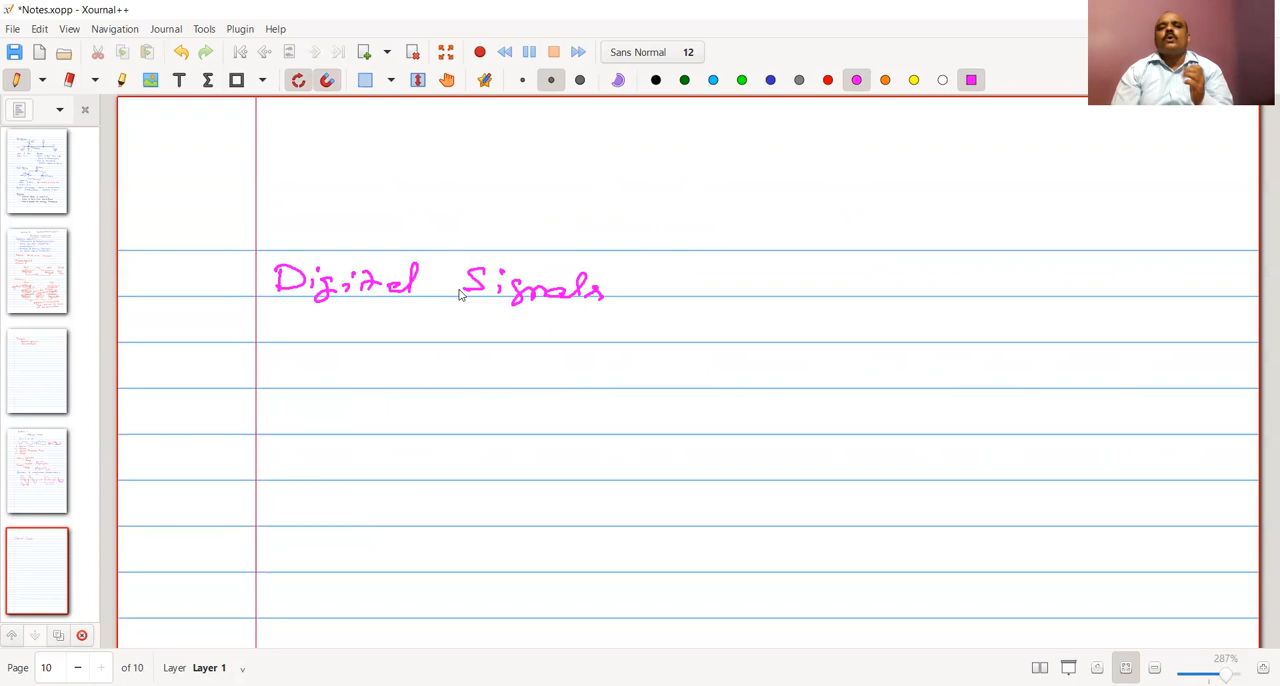 *Notes.xopp - Xournal++
File Edit View Navigation Journal Tools Plugin Help
Sans Normal 12
Digital Signals
Page 10 of 10 Layer Layer 1 287%